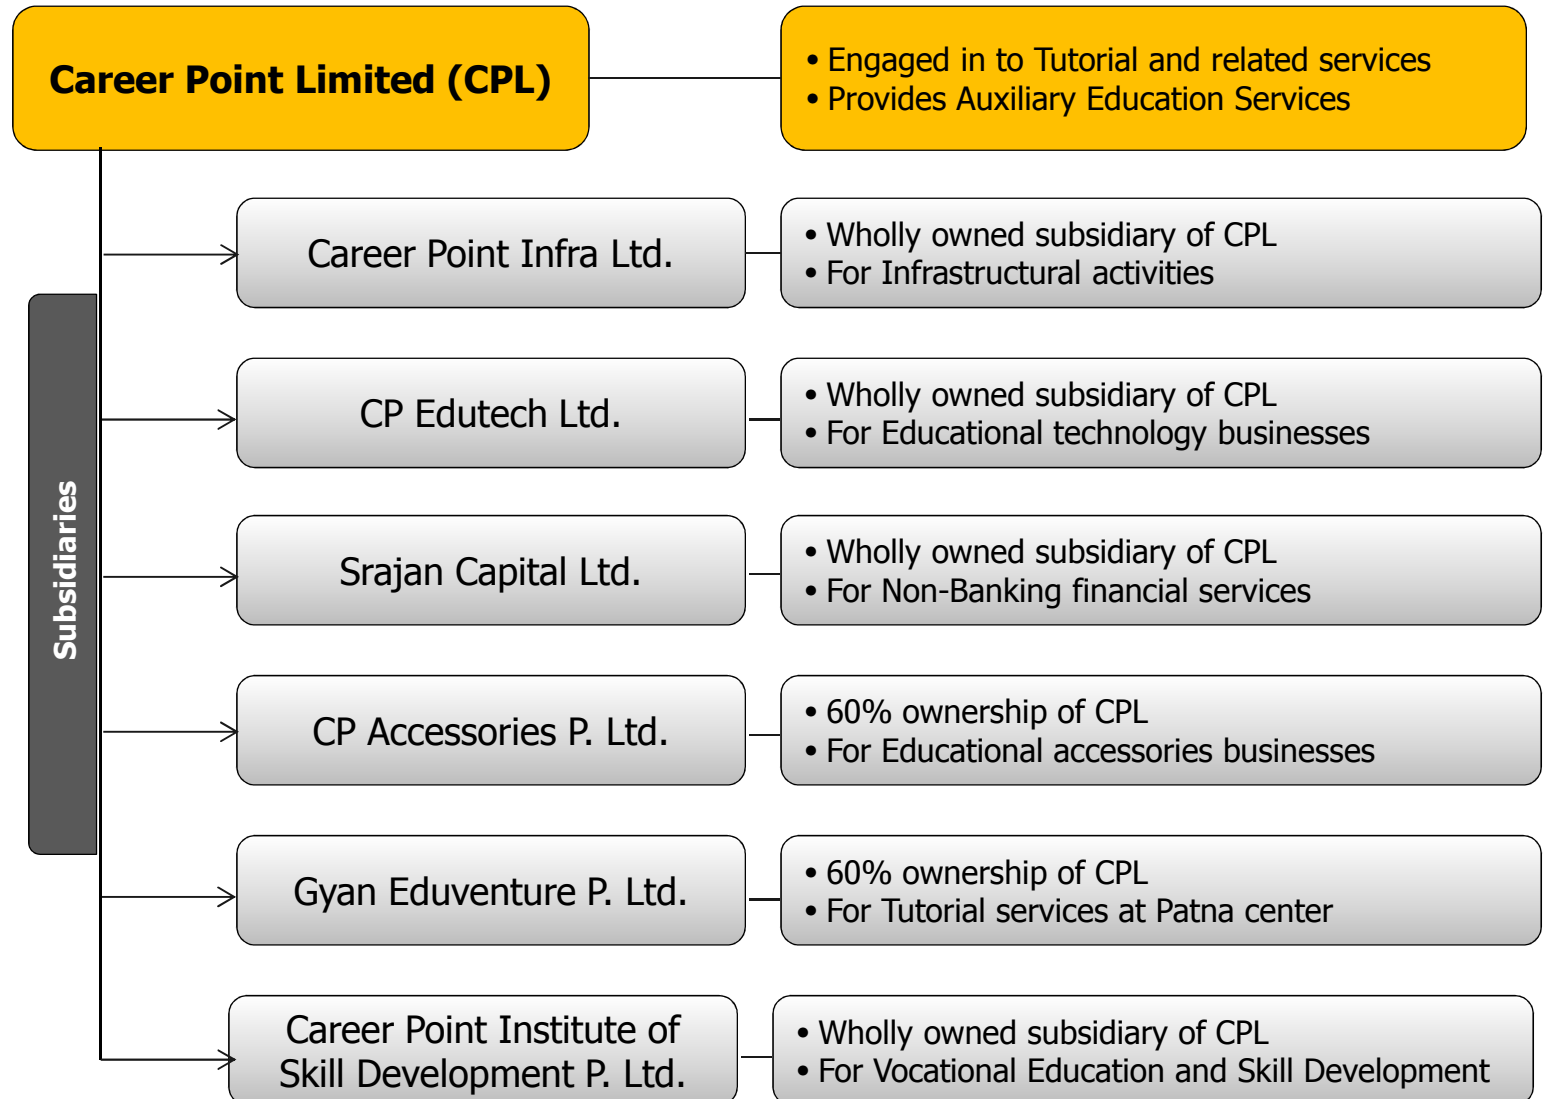 Career Point Limited (CPL)
• Engaged in to Tutorial and related services
• Provides Auxiliary Education Services
Subsidiaries
Career Point Infra Ltd.
• Wholly owned subsidiary of CPL
• For Infrastructural activities
CP Edutech Ltd.
• Wholly owned subsidiary of CPL
• For Educational technology businesses
Srajan Capital Ltd.
• Wholly owned subsidiary of CPL
• For Non-Banking financial services
CP Accessories P. Ltd.
• 60% ownership of CPL
• For Educational accessories businesses
Gyan Eduventure P. Ltd.
• 60% ownership of CPL
• For Tutorial services at Patna center
Career Point Institute of
Skill Development P. Ltd.
• Wholly owned subsidiary of CPL
• For Vocational Education and Skill Development